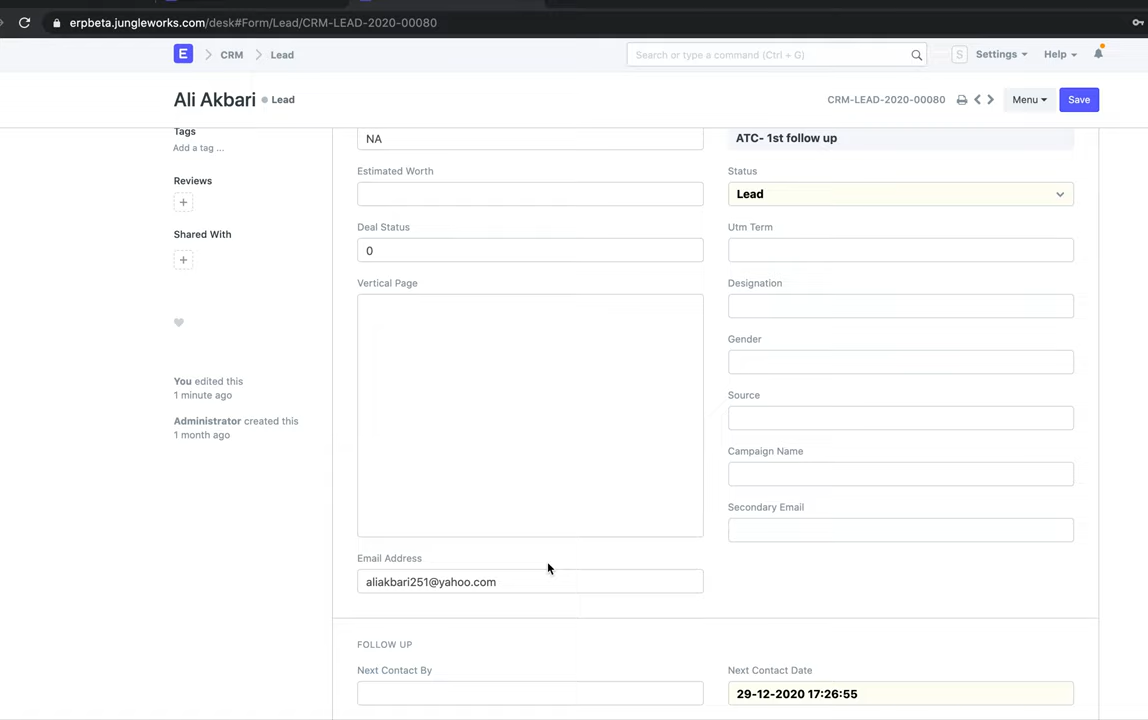 erpbeta.jungleworks.com/desk#Form/Lead/CRM-LEAD-2020-00080
E
CRM
Lead
Search or type a command (Ctrl + G)
S
Settings
Help
Ali Akbari
Lead
CRM-LEAD-2020-00080
Menu
Save
Tags
Add a tag ...
Reviews
+
Shared With
+
You edited this
1 minute ago
Administrator created this
1 month ago
NA
Estimated Worth
Deal Status
0
Vertical Page
Email Address
aliakbari251@yahoo.com
ATC- 1st follow up
Status
Lead
Utm Term
Designation
Gender
Source
Campaign Name
Secondary Email
FOLLOW UP
Next Contact By
Next Contact Date
29-12-2020 17:26:55